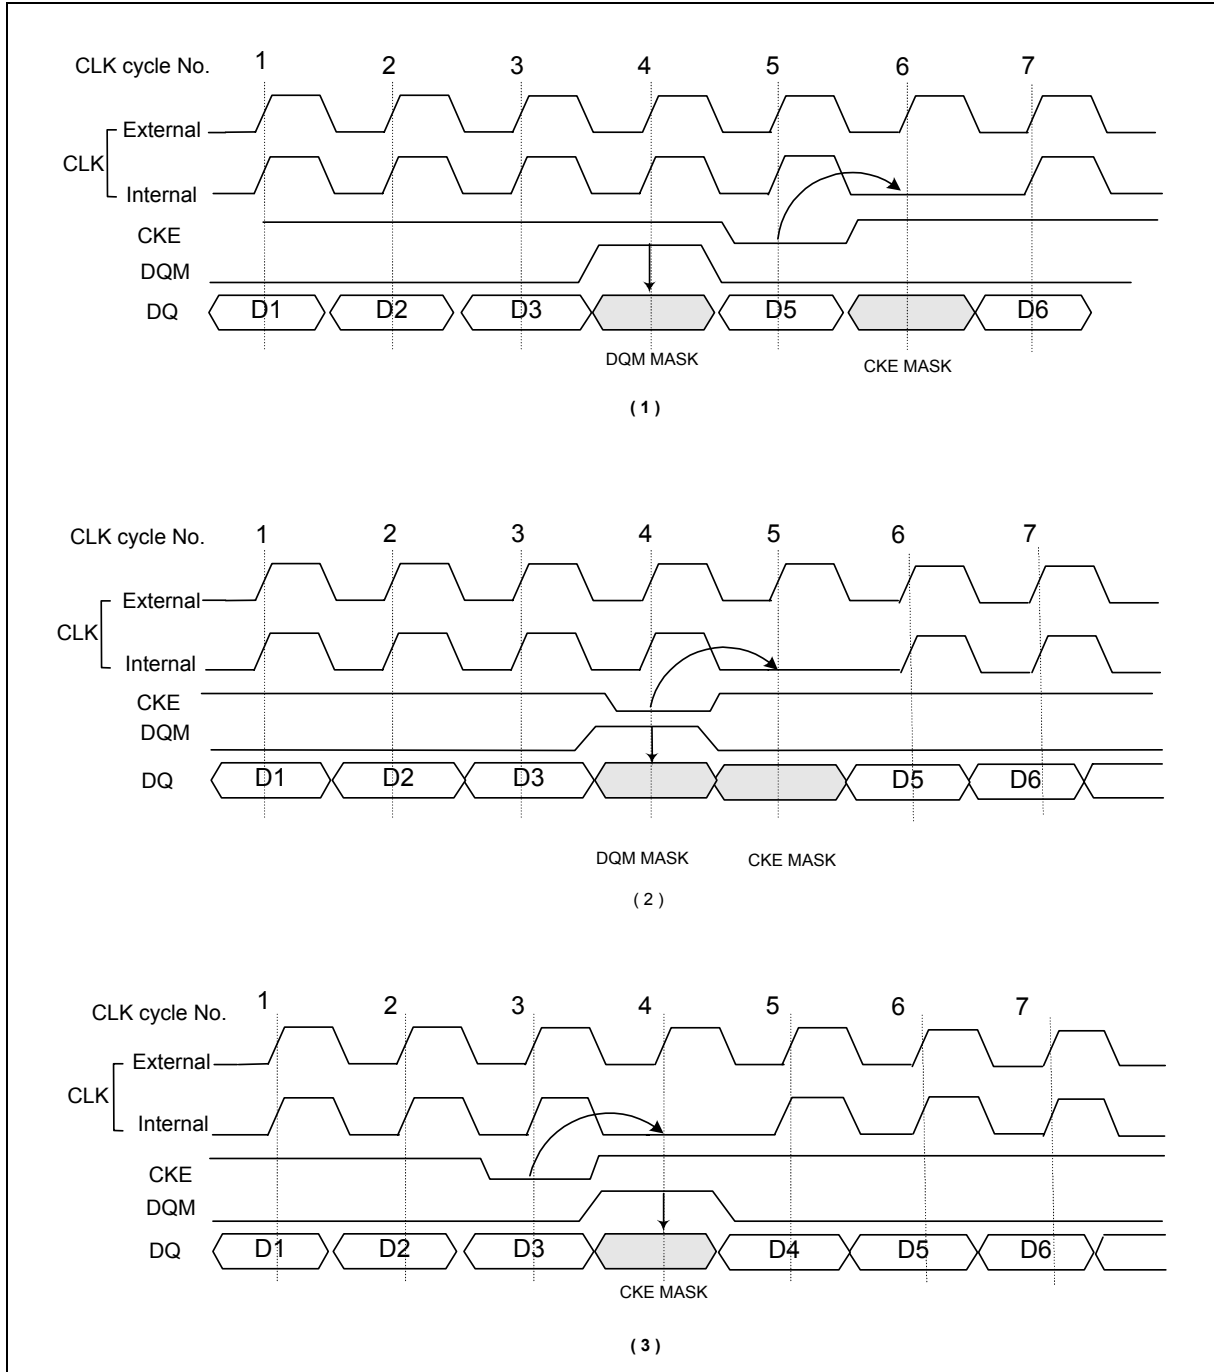 CLK cycle No. 1 2 3 4 5 6 7
External
CLK
Internal
CKE
DQM
DQ D1 D2 D3 D5 D6
DQM MASK CKE MASK
( 1 )
CLK cycle No. 1 2 3 4 5 6 7
External
CLK
Internal
CKE
DQM
DQ D1 D2 D3 D5 D6
DQM MASK CKE MASK
( 2 )
CLK cycle No. 1 2 3 4 5 6 7
External
CLK
Internal
CKE
DQM
DQ D1 D2 D3 D4 D5 D6
CKE MASK
( 3 )